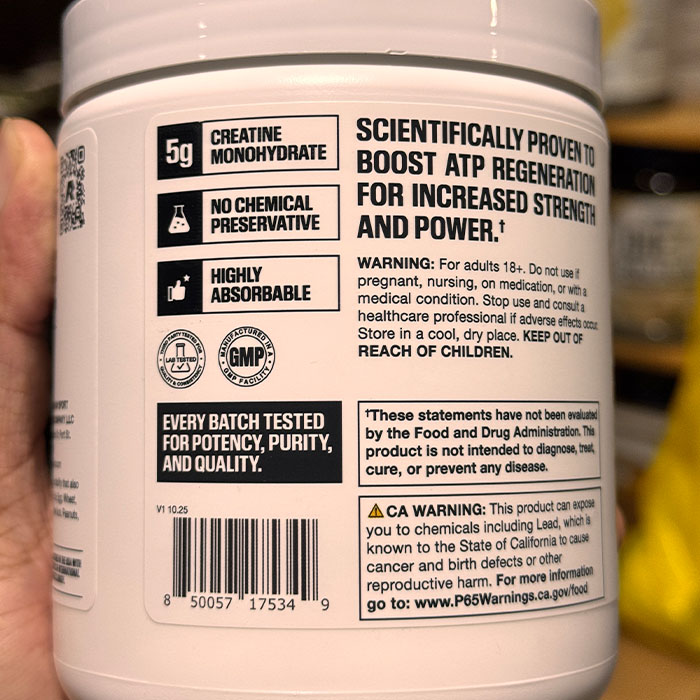 5g
CREATINE
MONOHYDRATE
NO CHEMICAL
PRESERVATIVE
HIGHLY
ABSORBABLE
THIRD PARTY TESTED FOR
LAB TESTED
QUALITY & CONSISTENCY
MANUFACTURED IN A
GMP
GMP FACILITY
EVERY BATCH TESTED
FOR POTENCY, PURITY,
AND QUALITY.
V1 10.25
8 50057 17534 9
SCIENTIFICALLY PROVEN TO
BOOST ATP REGENERATION
FOR INCREASED STRENGTH
AND POWER.†
WARNING: For adults 18+. Do not use if
pregnant, nursing, on medication, or with a
medical condition. Stop use and consult a
healthcare professional if adverse effects occur.
Store in a cool, dry place. KEEP OUT OF
REACH OF CHILDREN.
†These statements have not been evaluated
by the Food and Drug Administration. This
product is not intended to diagnose, treat,
cure, or prevent any disease.
CA WARNING: This product can expose
you to chemicals including Lead, which is
known to the State of California to cause
cancer and birth defects or other
reproductive harm. For more information
go to: www.P65Warnings.ca.gov/food